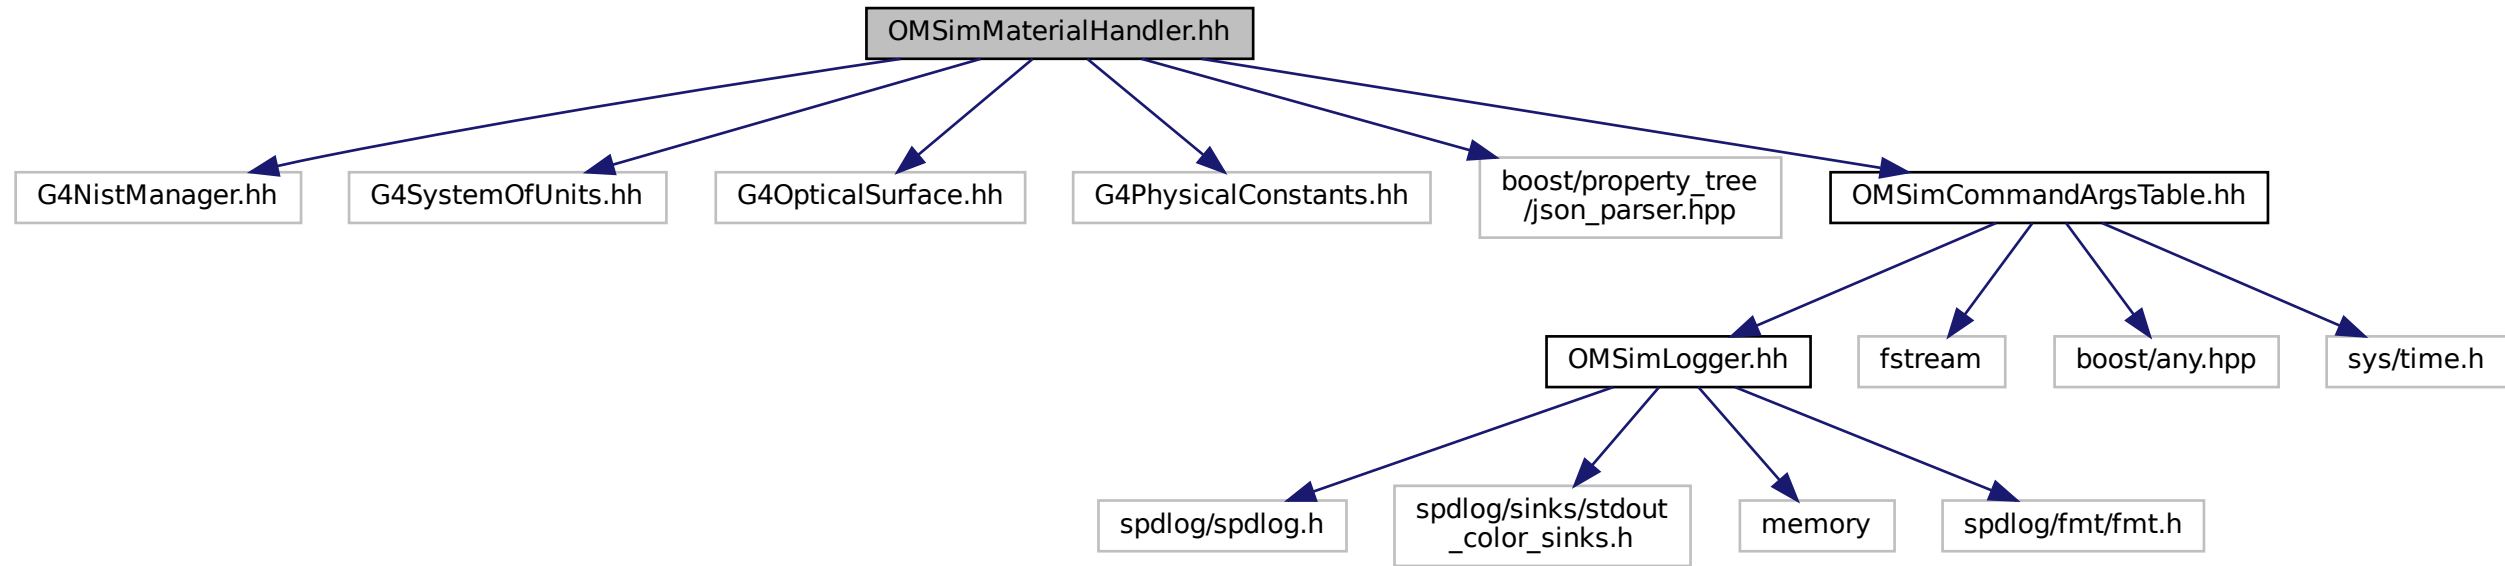 OMSimMaterialHandler.hh
G4NistManager.hh
G4SystemOfUnits.hh
G4OpticalSurface.hh
G4PhysicalConstants.hh
boost/property_tree
/json_parser.hpp
OMSimCommandArgsTable.hh
OMSimLogger.hh
fstream
boost/any.hpp
sys/time.h
spdlog/spdlog.h
spdlog/sinks/stdout
_color_sinks.h
memory
spdlog/fmt/fmt.h